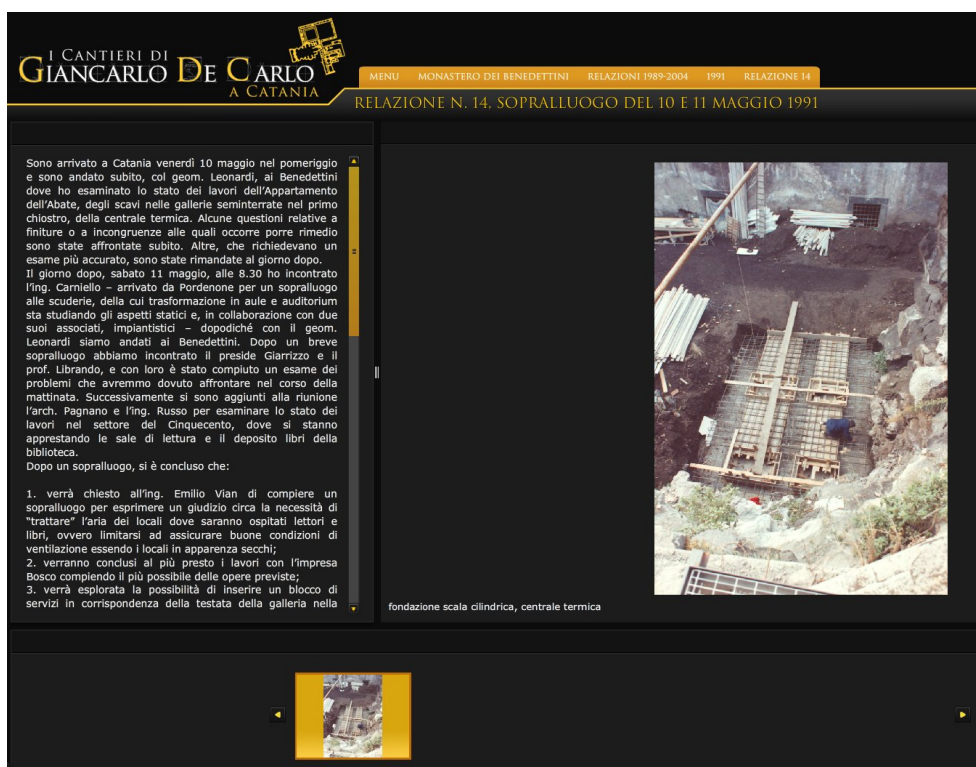 I CANTIERI DI
GIANCARLO DE CARLO
A CATANIA
MENU MONASTERO DEI BENEDETTINI RELAZIONI 1989-2004 1991 RELAZIONE 14
RELAZIONE N. 14, SOPRALLUOGO DEL 10 E 11 MAGGIO 1991
Sono arrivato a Catania venerdì 10 maggio nel pomeriggio
e sono andato subito, col geom. Leonardi, ai Benedettini
dove ho esaminato lo stato dei lavori dell'Appartamento
dell'Abate, degli scavi nelle gallerie seminterrate nel primo
chiostro, della centrale termica. Alcune questioni relative a
finiture o a incongruenze alle quali occorre porre rimedio
sono state affrontate subito. Altre, che richiedevano un
esame più accurato, sono state rimandate al giorno dopo.
Il giorno dopo, sabato 11 maggio, alle 8.30 ho incontrato
l'ing. Carniello – arrivato da Pordenone per un sopralluogo
alle scuderie, della cui trasformazione in aule e auditorium
sta studiando gli aspetti statici e, in collaborazione con due
suoi associati, impiantistici – dopodiché con il geom.
Leonardi siamo andati ai Benedettini. Dopo un breve
sopralluogo abbiamo incontrato il preside Giarrizzo e il
prof. Librando, e con loro è stato compiuto un esame dei
problemi che avremmo dovuto affrontare nel corso della
mattinata. Successivamente si sono aggiunti alla riunione
l'arch. Pagnano e l'ing. Russo per esaminare lo stato dei
lavori nel settore del Cinquecento, dove si stanno
apprestando le sale di lettura e il deposito libri della
biblioteca.
Dopo un sopralluogo, si è concluso che:
1. verrà chiesto all'ing. Emilio Vian di compiere un
sopralluogo per esprimere un giudizio circa la necessità di
"trattare" l'aria dei locali dove saranno ospitati lettori e
libri, ovvero limitarsi ad assicurare buone condizioni di
ventilazione essendo i locali in apparenza secchi;
2. verranno conclusi al più presto i lavori con l'impresa
Bosco compiendo il più possibile delle opere previste;
3. verrà esplorata la possibilità di inserire un blocco di
servizi in corrispondenza della testata della galleria nella
fondazione scala cilindrica, centrale termica